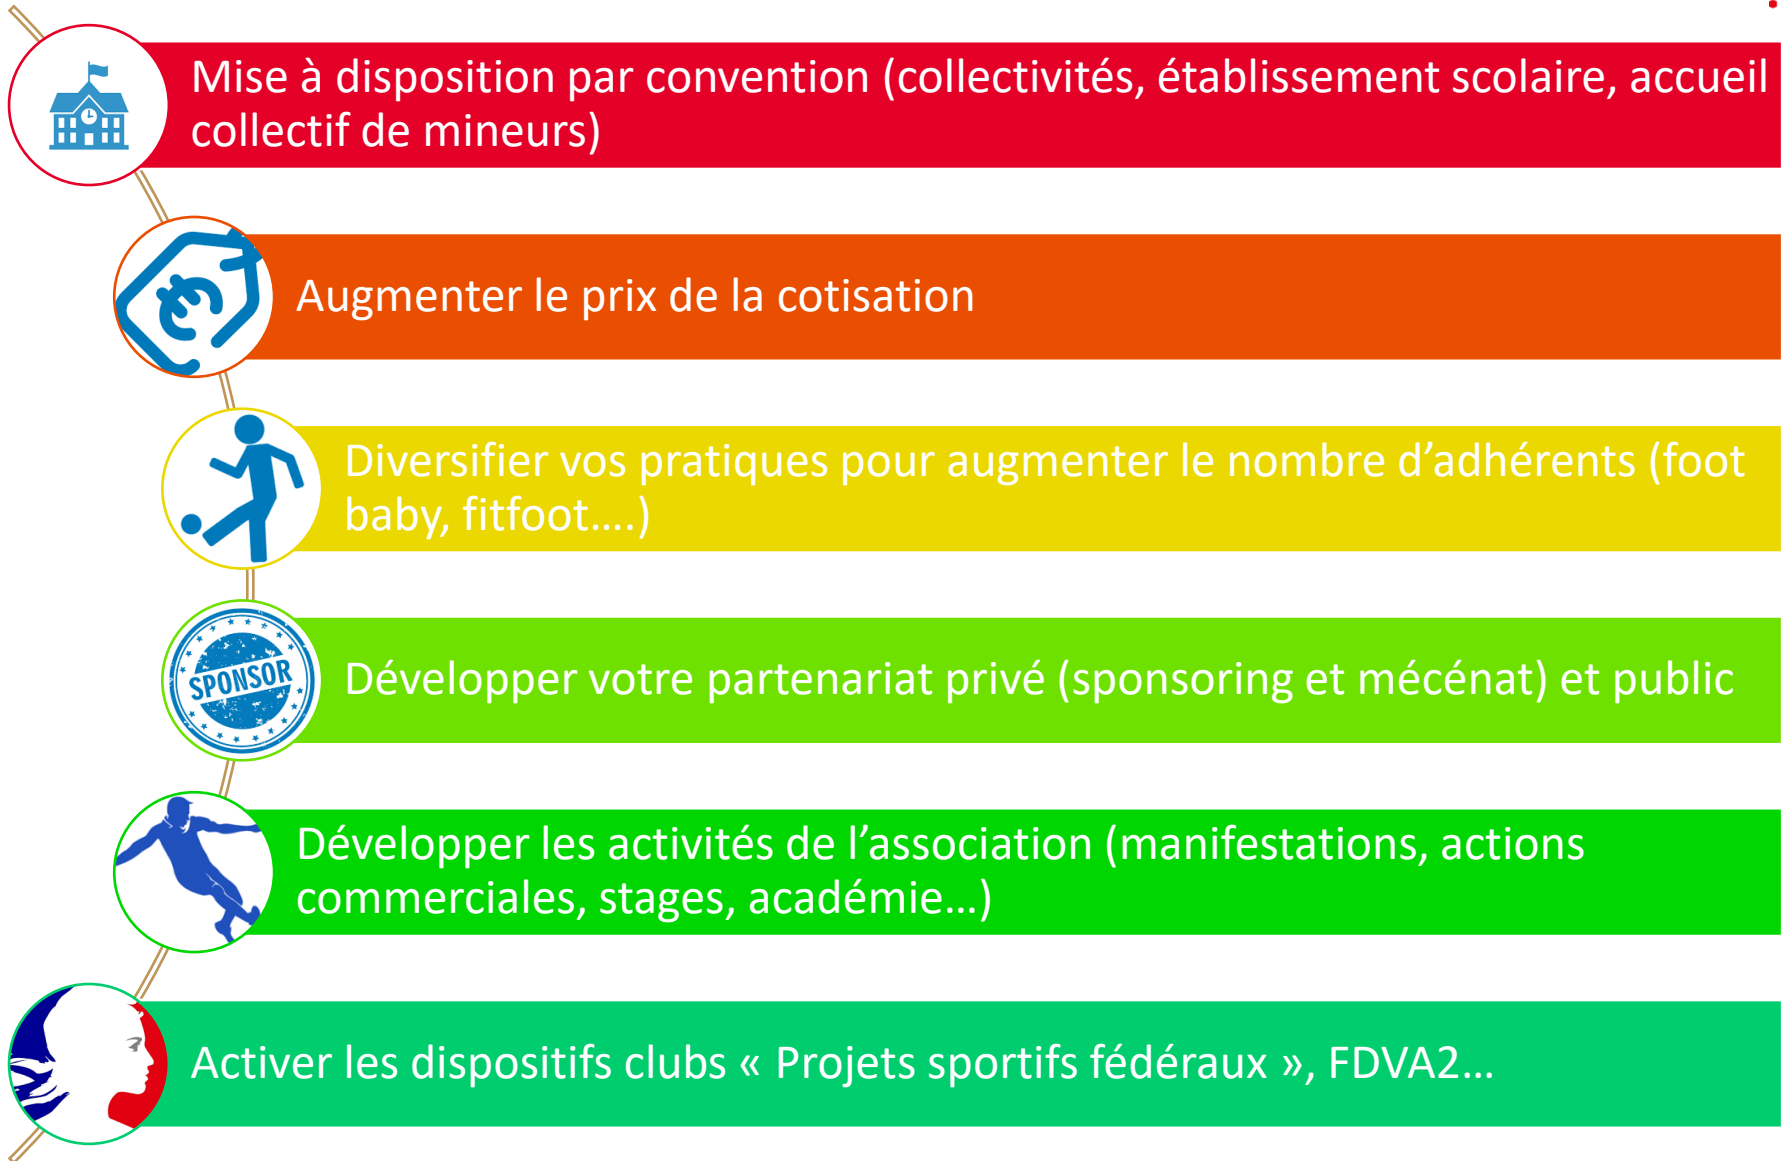 Mise à disposition par convention (collectivités, établissement scolaire, accueil
collectif de mineurs)
Augmenter le prix de la cotisation
Diversifier vos pratiques pour augmenter le nombre d’adhérents (foot
baby, fitfoot....)
SPONSOR
Développer votre partenariat privé (sponsoring et mécénat) et public
Développer les activités de l’association (manifestations, actions
commerciales, stages, académie…)
Activer les dispositifs clubs « Projets sportifs fédéraux », FDVA2…